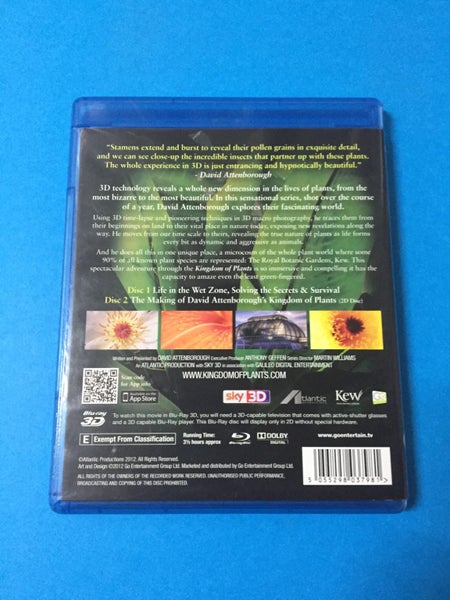 "Stamens extend and burst to reveal their pollen grains in exquisite detail,
and we can see close-up the incredible insects that partner up with these plants.
The whole experience in 3D is just entrancing and hypnotically beautiful."
- David Attenborough
3D technology reveals a whole new dimension in the lives of plants, from the
most bizarre to the most beautiful. In this sensational series, shot over the course
of a year, David Attenborough explores their fascinating world.
Using 3D time-lapse and pioneering techniques in 3D macro photography, he traces them from
their beginnings on land to their vital place in nature today, exposing new revelations along the
way. He moves from our time scale to theirs, revealing the true nature of plants as life forms
every bit as dynamic and aggressive as animals.
And he does all this in one unique place, a microcosm of the whole plant world where some
90% of all known plant species are represented: The Royal Botanic Gardens, Kew. This
spectacular adventure through the Kingdom of Plants is so immersive and compelling it has the
capacity to amaze even the least green-fingered.
Disc 1 Life in the Wet Zone, Solving the Secrets & Survival
Disc 2 The Making of David Attenborough's Kingdom of Plants (2D Disc)
Written and Presented by DAVID ATTENBOROUGH Executive Producer ANTHONY GEFFEN Series Director MARTIN WILLIAMS
An ATLANTIC PRODUCTION with SKY 3D in association with GALILEO DIGITAL ENTERTAINMENT
WWW.KINGDOMOFPLANTS.COM
Scan code
for App info
Available on the
App Store
sky 3D
Atlantic
Kew
Blu-ray
3D
To watch this movie in Blu-Ray 3D, you will need a 3D-capable television that comes with active-shutter glasses
and a 3D-capable Blu-Ray player. This Blu-Ray disc will display only in 2D without special hardware.
E Exempt From Classification
Running Time:
3½ hours approx
DOLBY
DIGITAL
www.goentertain.tv
©Atlantic Productions 2012. All Rights Reserved.
Art and Design ©2012 Go Entertainment Group Ltd. Marketed and distributed by Go Entertainment Group Ltd.
ALL RIGHTS OF THE OWNERS OF THE RECORDED WORK RESERVED. UNAUTHORISED PUBLIC PERFORMANCE,
BROADCASTING AND COPYING OF THIS DISC PROHIBITED.
5 055298 037981 >